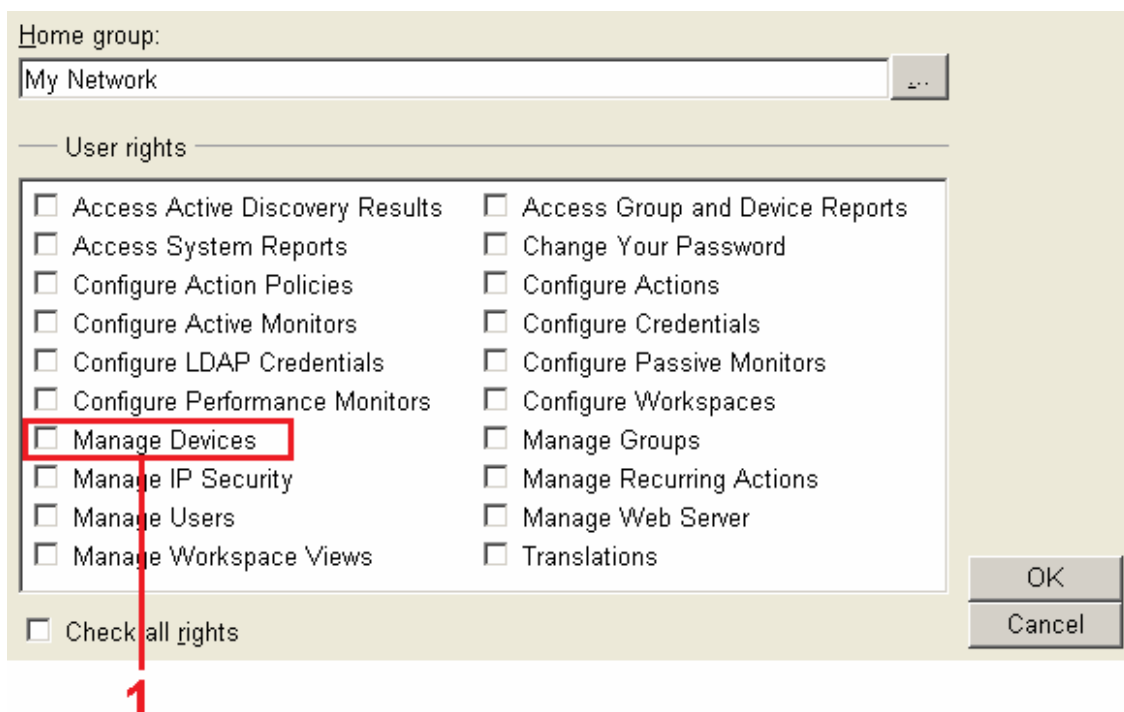 Home group:
My Network
...
User rights
Access Active Discovery Results
Access Group and Device Reports
Access System Reports
Change Your Password
Configure Action Policies
Configure Actions
Configure Active Monitors
Configure Credentials
Configure LDAP Credentials
Configure Passive Monitors
Configure Performance Monitors
Configure Workspaces
Manage Devices
Manage Groups
Manage IP Security
Manage Recurring Actions
Manage Users
Manage Web Server
Manage Workspace Views
Translations
OK
Check all rights
Cancel
1